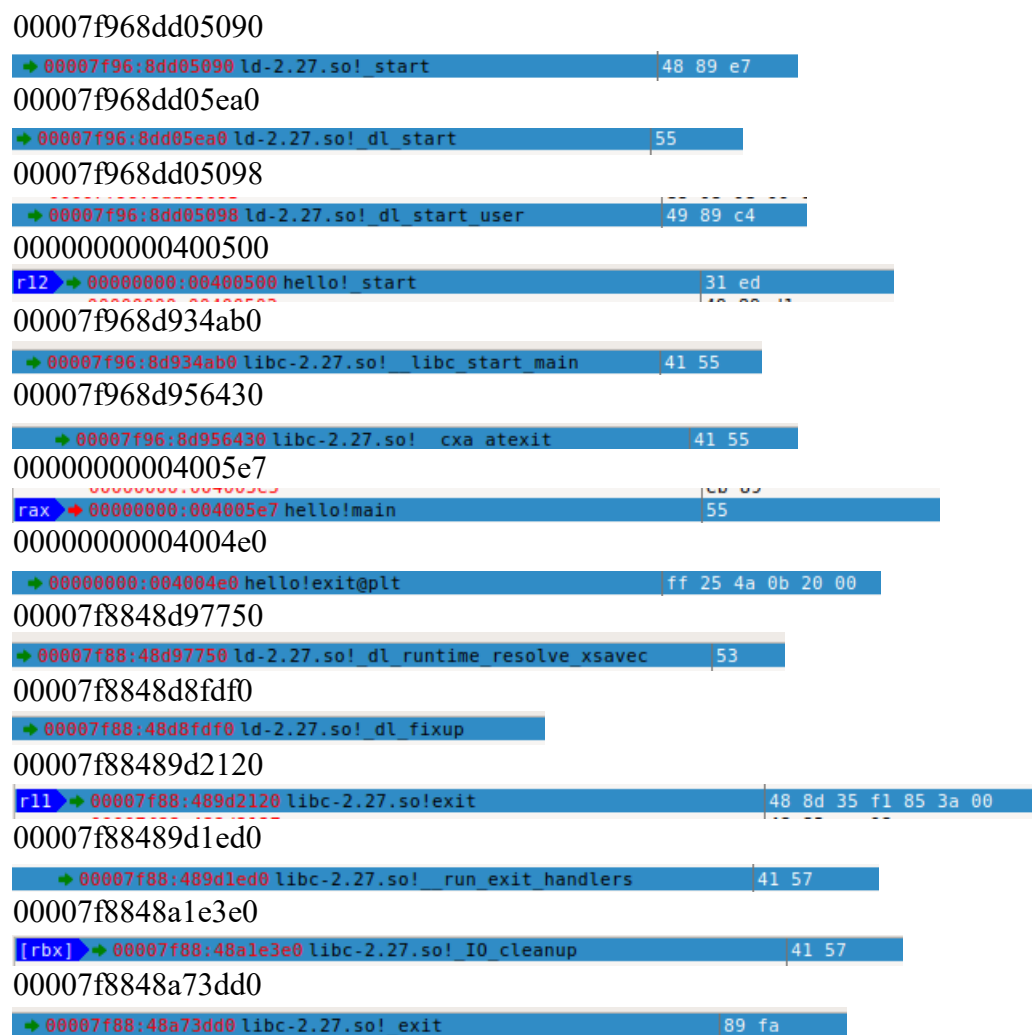 00007f968dd05090
00007f96:8dd05090 ld-2.27.so!_start 48 89 e7
00007f968dd05ea0
00007f96:8dd05ea0 ld-2.27.so!_dl_start 55
00007f968dd05098
00007f96:8dd05098 ld-2.27.so!_dl_start_user 49 89 c4
0000000000400500
r12 00000000:00400500 hello!_start 31 ed
00007f968d934ab0
00007f96:8d934ab0 libc-2.27.so!__libc_start_main 41 55
00007f968d956430
00007f96:8d956430 libc-2.27.so! cxa atexit 41 55
00000000004005e7
rax 00000000:004005e7 hello!main 55
00000000004004e0
00000000:004004e0 hello!exit@plt ff 25 4a 0b 20 00
00007f8848d97750
00007f88:48d97750 ld-2.27.so!_dl_runtime_resolve_xsavec 53
00007f8848d8fdf0
00007f88:48d8fdf0 ld-2.27.so!_dl_fixup
00007f88489d2120
r11 00007f88:489d2120 libc-2.27.so!exit 48 8d 35 f1 85 3a 00
00007f88489d1ed0
00007f88:489d1ed0 libc-2.27.so!__run_exit_handlers 41 57
00007f8848a1e3e0
[rbx] 00007f88:48a1e3e0 libc-2.27.so!_IO_cleanup 41 57
00007f8848a73dd0
00007f88:48a73dd0 libc-2.27.so! exit 89 fa